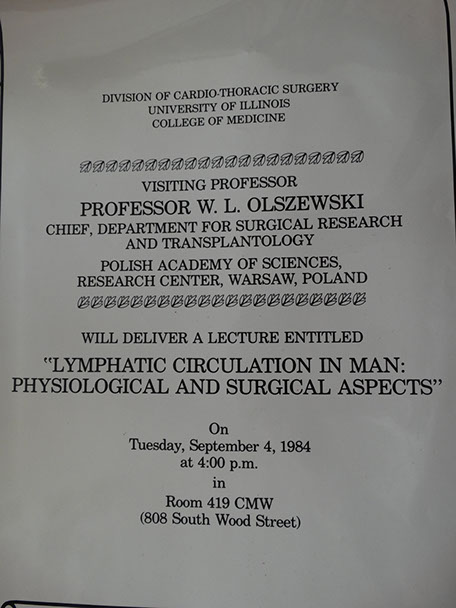 DIVISION OF CARDIO-THORACIC SURGERY
UNIVERSITY OF ILLINOIS
COLLEGE OF MEDICINE
VISITING PROFESSOR
PROFESSOR W. L. OLSZEWSKI
CHIEF, DEPARTMENT FOR SURGICAL RESEARCH
AND TRANSPLANTOLOGY
POLISH ACADEMY OF SCIENCES,
RESEARCH CENTER, WARSAW, POLAND
WILL DELIVER A LECTURE ENTITLED
"LYMPHATIC CIRCULATION IN MAN:
PHYSIOLOGICAL AND SURGICAL ASPECTS"
On
Tuesday, September 4, 1984
at 4:00 p.m.
in
Room 419 CMW
(808 South Wood Street)